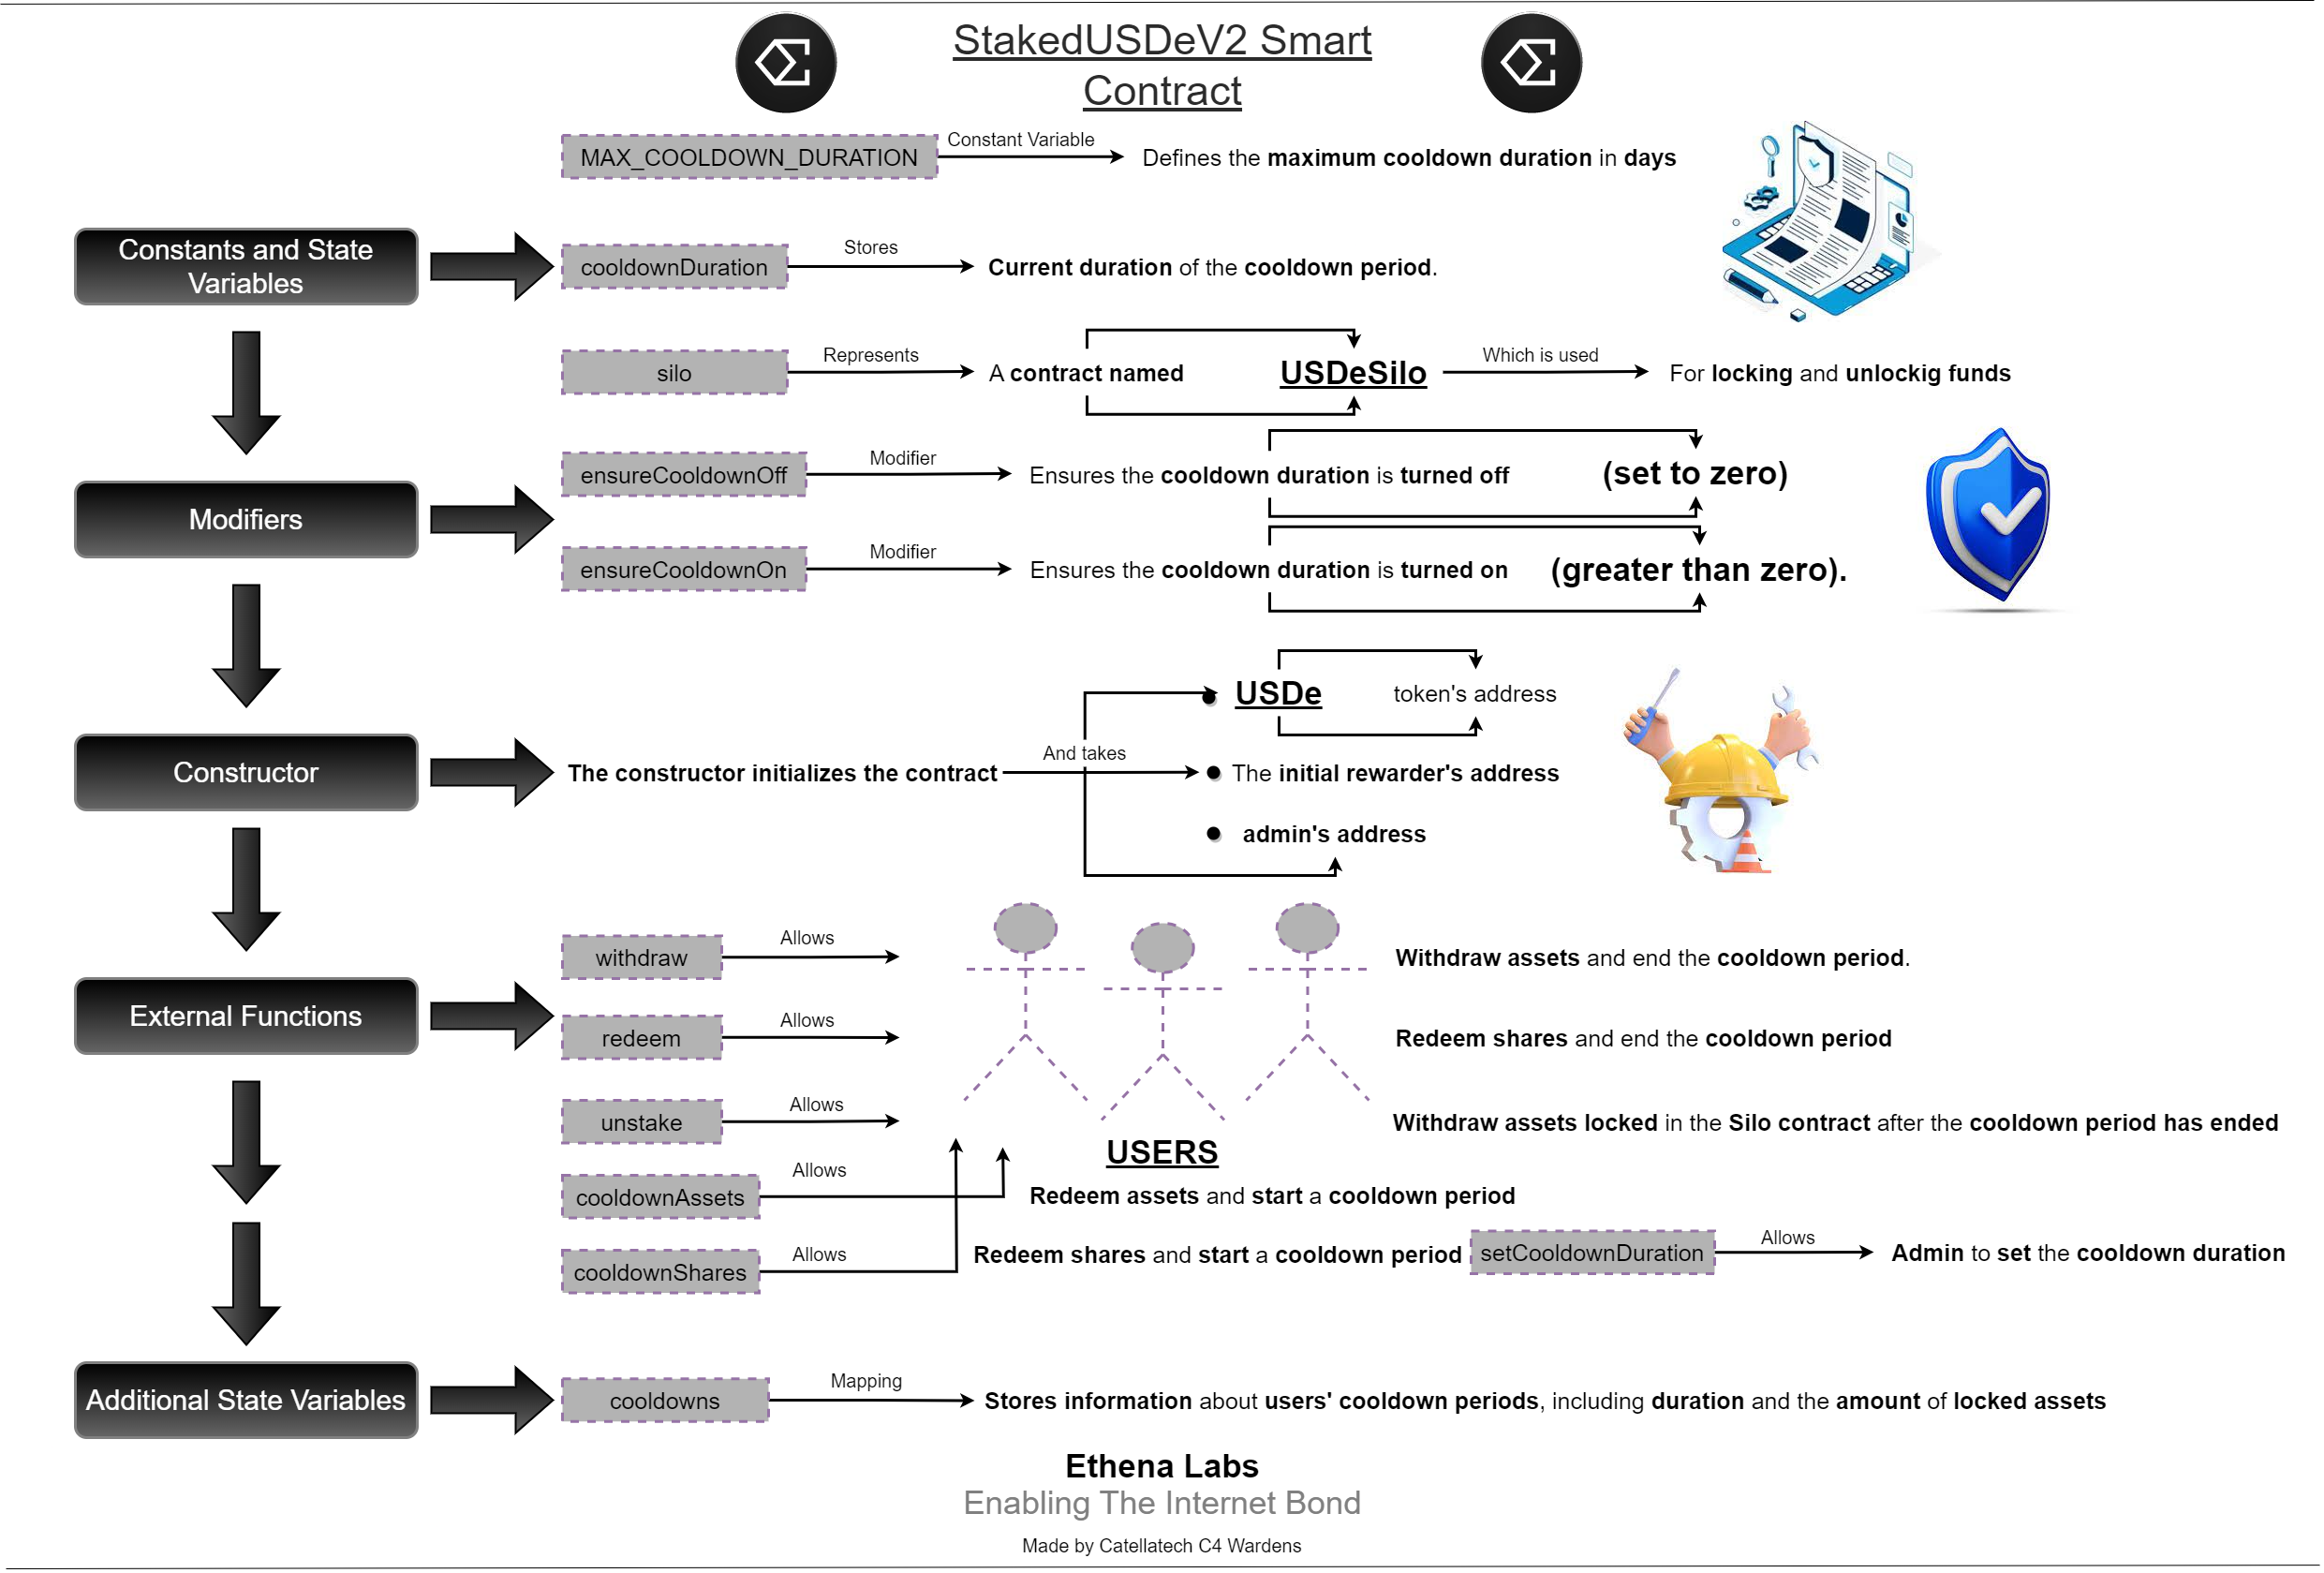 StakedUSDeV2 Smart
Contract
MAX_COOLDOWN_DURATION
Constant Variable
Defines the maximum cooldown duration in days
Constants and State
Variables
cooldownDuration
Stores
Current duration of the cooldown period.
silo
Represents
A contract named
USDeSilo
Which is used
For locking and unlockig funds
Modifiers
ensureCooldownOff
Modifier
Ensures the cooldown duration is turned off
(set to zero)
ensureCooldownOn
Modifier
Ensures the cooldown duration is turned on
(greater than zero).
Constructor
The constructor initializes the contract
And takes
USDe
token's address
The initial rewarder's address
admin's address
External Functions
withdraw
Allows
Withdraw assets and end the cooldown period.
redeem
Allows
Redeem shares and end the cooldown period
unstake
Allows
Withdraw assets locked in the Silo contract after the cooldown period has ended
USERS
cooldownAssets
Allows
Redeem assets and start a cooldown period
cooldownShares
Allows
Redeem shares and start a cooldown period
setCooldownDuration
Allows
Admin to set the cooldown duration
Additional State Variables
cooldowns
Mapping
Stores information about users' cooldown periods, including duration and the amount of locked assets
Ethena Labs
Enabling The Internet Bond
Made by Catellatech C4 Wardens